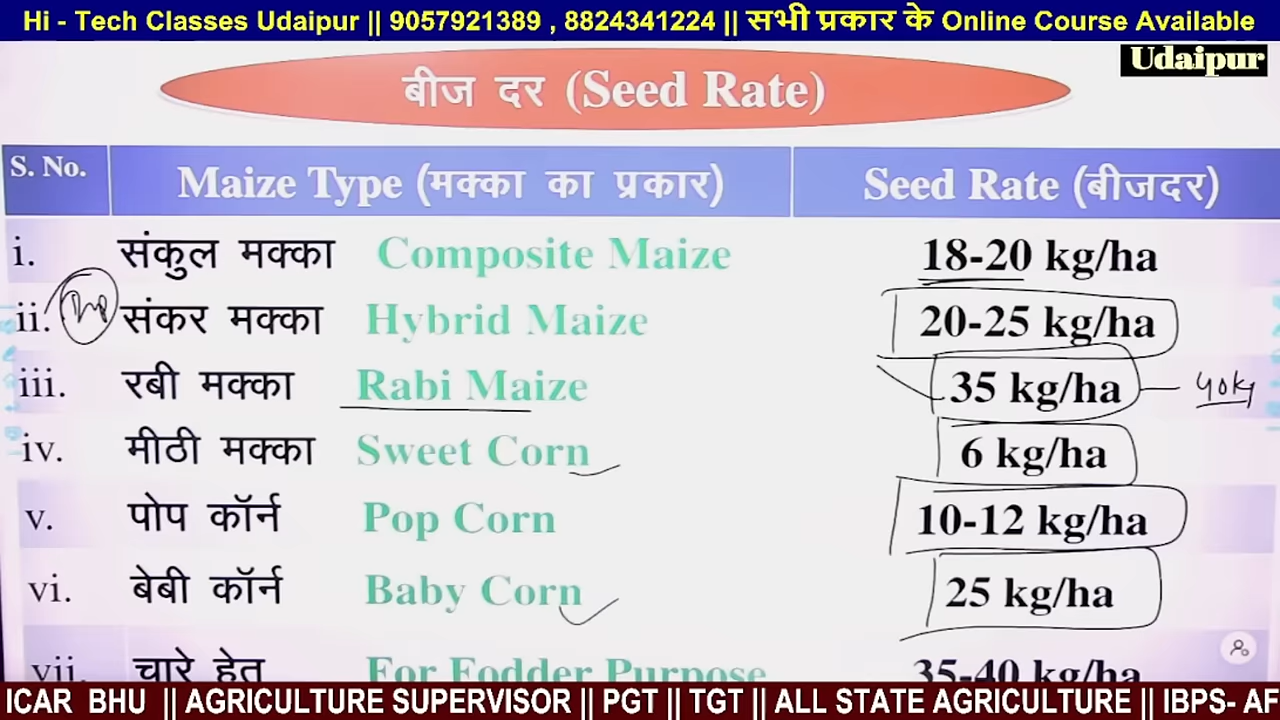 Hi - Tech Classes Udaipur || 9057921389 , 8824341224 || सभी प्रकार के Online Course Available
Udaipur
बीज दर (Seed Rate)
S. No. Maize Type (मक्का का प्रकार) Seed Rate (बीजदर)
i. संकुल मक्का Composite Maize 18-20 kg/ha
ii. संकर मक्का Hybrid Maize 20-25 kg/ha
iii. रबी मक्का Rabi Maize 35 kg/ha 40kg
iv. मीठी मक्का Sweet Corn 6 kg/ha
v. पोप कॉर्न Pop Corn 10-12 kg/ha
vi. बेबी कॉर्न Baby Corn 25 kg/ha
vii. चारे हेतु For Fodder Purpose 35-40 kg/ha
ICAR BHU || AGRICULTURE SUPERVISOR || PGT || TGT || ALL STATE AGRICULTURE || IBPS- AF